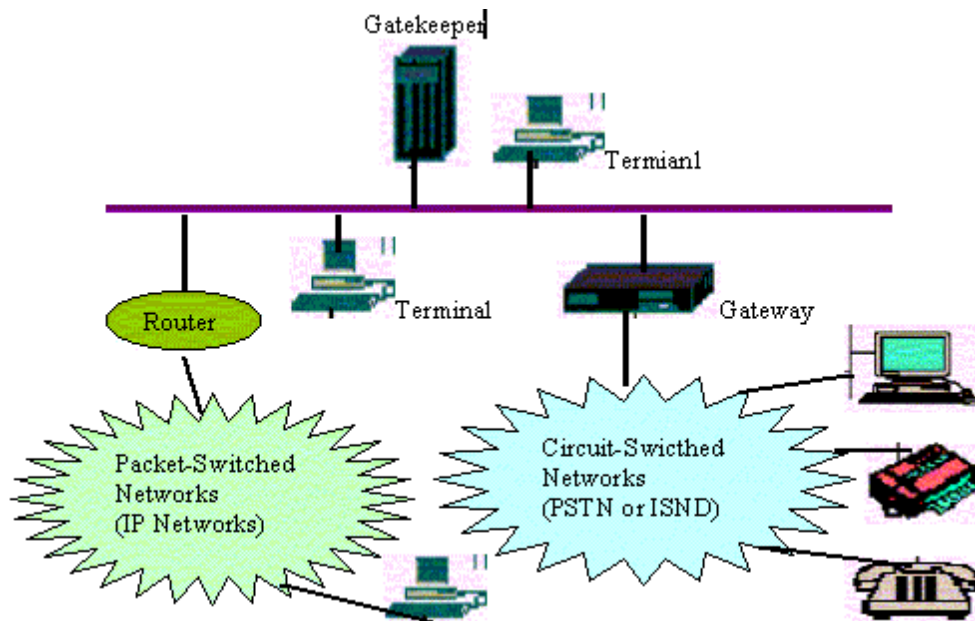 Gatekeeper
Termian1
Terminal
Router
Gateway
Packet-Switched
Networks
(IP Networks)
Circuit-Swicthed
Networks
(PSTN or ISND)